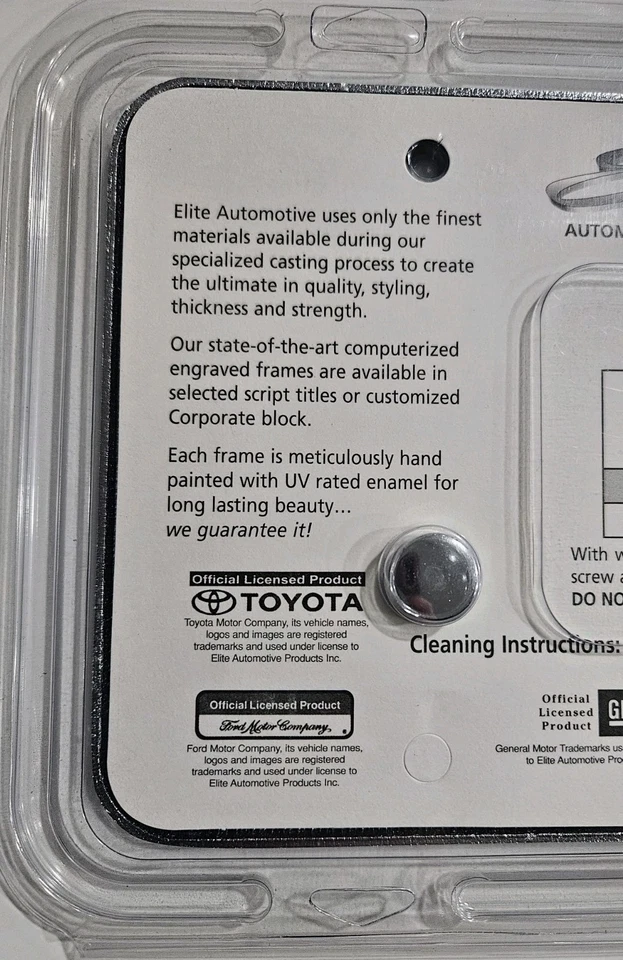 Elite Automotive uses only the finest
materials available during our
specialized casting process to create
the ultimate in quality, styling,
thickness and strength.
Our state-of-the-art computerized
engraved frames are available in
selected script titles or customized
Corporate block.
Each frame is meticulously hand
painted with UV rated enamel for
long lasting beauty...
we guarantee it!
Official Licensed Product
TOYOTA
Toyota Motor Company, its vehicle names,
logos and images are registered
trademarks and used under license to
Elite Automotive Products Inc.
Official Licensed Product
Ford Motor Company
Ford Motor Company, its vehicle names,
logos and images are registered
trademarks and used under license to
Elite Automotive Products Inc.
AUTOM
With w
screw a
DO NO
Cleaning Instructions:
Official
Licensed
Product
General Motor Trademarks us
to Elite Automotive Pro